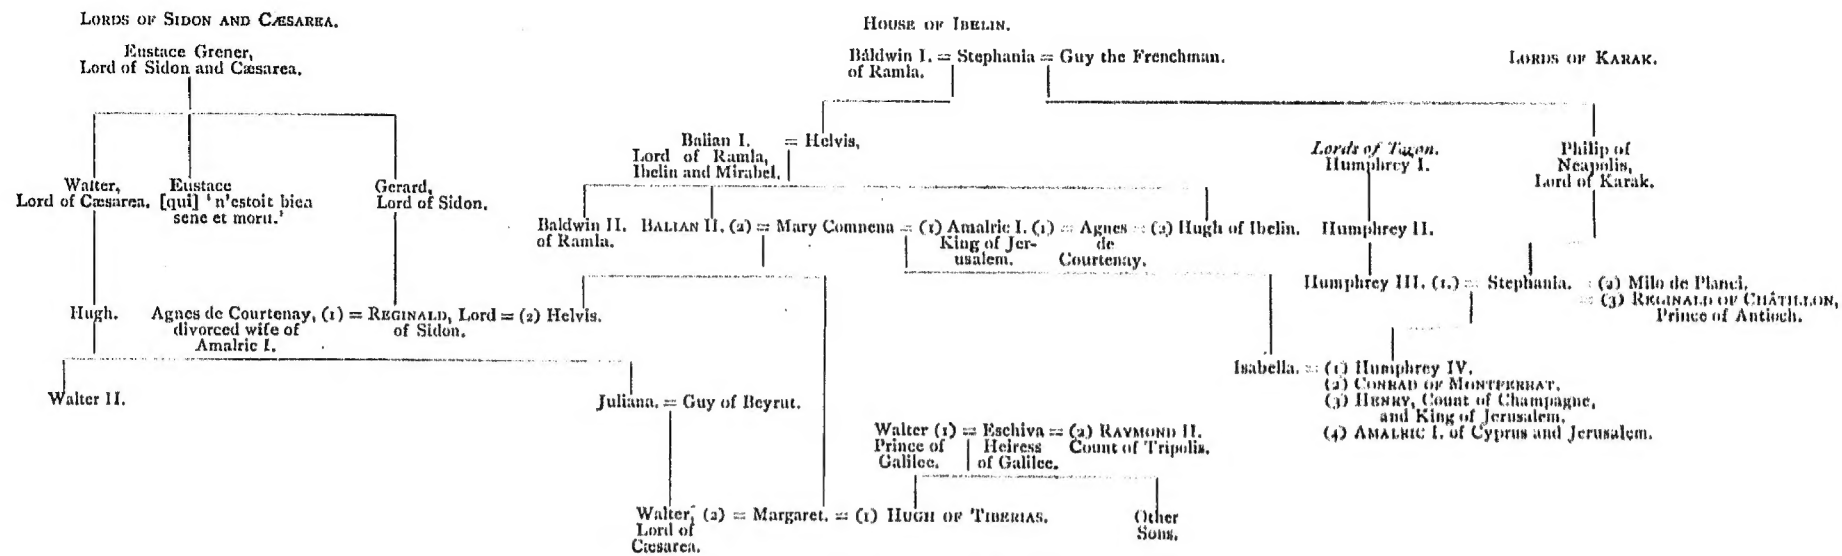 LORDS OF SIDON AND CÆSAREA.
HOUSE OF IBELIN.
LORDS OF KARAK.
Eustace Grener,
Lord of Sidon and Cæsarea.
Baldwin I. = Stephania = Guy the Frenchman.
of Ramla.
Balian I. = Helvis,
Lord of Ramla,
Ibelin and Mirabel.
Lords of Toron.
Humphrey I.
Philip of
Neapolis,
Lord of Karak.
Walter,
Lord of Cæsarea.
Eustace
[qui] 'n'estoit bien
sene et moru.'
Gerard,
Lord of Sidon.
Baldwin II.
of Ramla.
BALIAN II. (2) = Mary Comnena = (1) Amalric I. (1) = Agnes = (2) Hugh of Ibelin.
King of Jer-
usalem.
de
Courtenay.
Humphrey II.
Humphrey III. (1.) = Stephania. = (2) Milo de Planci.
= (3) REGINALD OF CHÂTILLON,
Prince of Antioch.
Hugh.
Agnes de Courtenay, (1) = REGINALD, Lord = (2) Helvis.
divorced wife of
Amalric I.
of Sidon.
Isabella. = (1) Humphrey IV.
(2) CONRAD OF MONTFERRAT.
(3) HENRY, Count of Champagne,
and King of Jerusalem.
(4) AMALRIC I. of Cyprus and Jerusalem.
Walter II.
Juliana. = Guy of Beyrut.
Walter (1) = Eschiva = (2) RAYMOND II.
Prince of
Galilee.
Heiress
of Galilee.
Count of Tripolis.
Walter, (2) = Margaret. = (1) HUGH OF TIBERIAS.
Lord of
Cæsarea.
Other
Sons.